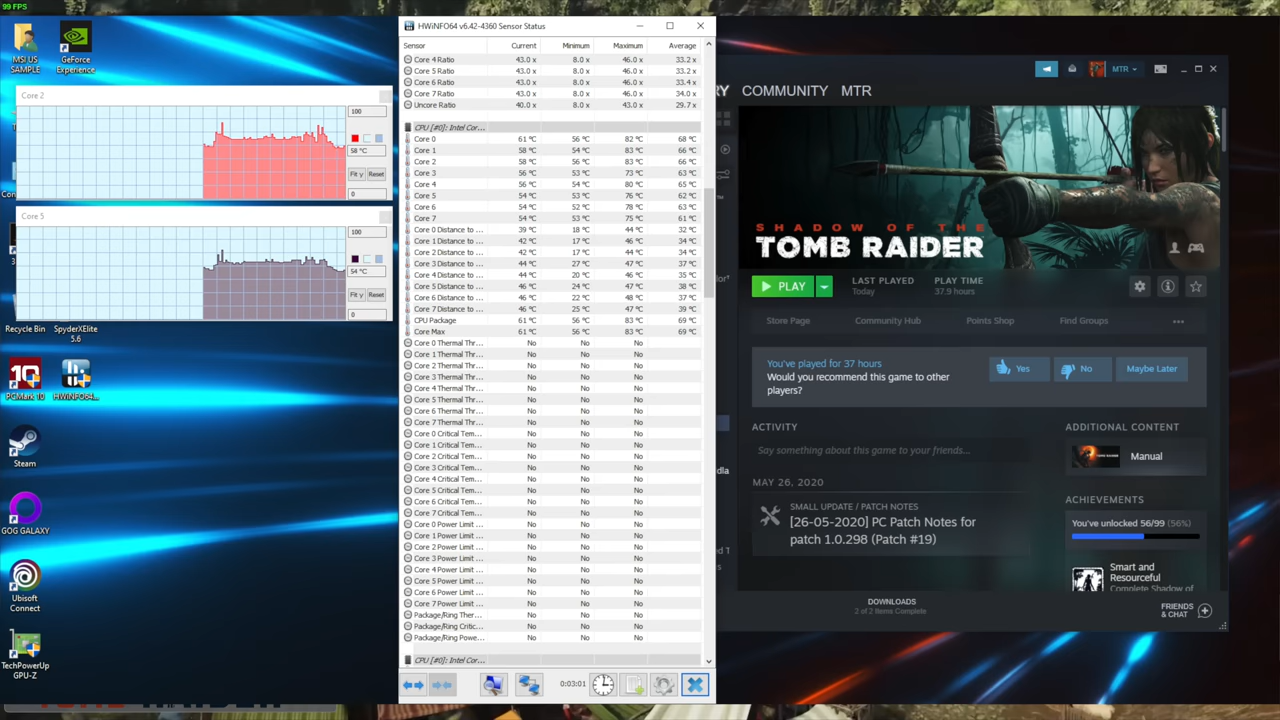 99 FPS
MSI US
SAMPLE
GeForce
Experience
Core 2
100
58 °C
Fit y
Reset
0
Core 5
100
54 °C
Fit y
Reset
0
Recycle Bin
SpyderXElite
5.6
PCMark 10
HWiNFO64...
Steam
GOG GALAXY
Ubisoft
Connect
TechPowerUp
GPU-Z
HWiNFO64 v6.42-4360 Sensor Status
Sensor Current Minimum Maximum Average
Core 4 Ratio 43.0 x 8.0 x 46.0 x 33.2 x
Core 5 Ratio 43.0 x 8.0 x 46.0 x 33.2 x
Core 6 Ratio 43.0 x 8.0 x 46.0 x 33.4 x
Core 7 Ratio 43.0 x 8.0 x 46.0 x 34.0 x
Uncore Ratio 40.0 x 8.0 x 43.0 x 29.7 x
CPU [#0]: Intel Cor...
Core 0 61 °C 56 °C 82 °C 68 °C
Core 1 58 °C 54 °C 83 °C 66 °C
Core 2 58 °C 56 °C 83 °C 66 °C
Core 3 56 °C 54 °C 73 °C 63 °C
Core 4 56 °C 54 °C 80 °C 65 °C
Core 5 54 °C 53 °C 76 °C 62 °C
Core 6 54 °C 52 °C 78 °C 63 °C
Core 7 54 °C 53 °C 75 °C 61 °C
Core 0 Distance to ... 39 °C 18 °C 44 °C 32 °C
Core 1 Distance to ... 42 °C 17 °C 46 °C 34 °C
Core 2 Distance to ... 42 °C 17 °C 44 °C 34 °C
Core 3 Distance to ... 44 °C 27 °C 47 °C 37 °C
Core 4 Distance to ... 44 °C 20 °C 46 °C 35 °C
Core 5 Distance to ... 46 °C 24 °C 47 °C 38 °C
Core 6 Distance to ... 46 °C 22 °C 48 °C 37 °C
Core 7 Distance to ... 46 °C 25 °C 47 °C 39 °C
CPU Package 61 °C 56 °C 83 °C 69 °C
Core Max 61 °C 56 °C 83 °C 69 °C
Core 0 Thermal Thr... No No No
Core 1 Thermal Thr... No No No
Core 2 Thermal Thr... No No No
Core 3 Thermal Thr... No No No
Core 4 Thermal Thr... No No No
Core 5 Thermal Thr... No No No
Core 6 Thermal Thr... No No No
Core 7 Thermal Thr... No No No
Core 0 Critical Tem... No No No
Core 1 Critical Tem... No No No
Core 2 Critical Tem... No No No
Core 3 Critical Tem... No No No
Core 4 Critical Tem... No No No
Core 5 Critical Tem... No No No
Core 6 Critical Tem... No No No
Core 7 Critical Tem... No No No
Core 0 Power Limit ... No No No
Core 1 Power Limit ... No No No
Core 2 Power Limit ... No No No
Core 3 Power Limit ... No No No
Core 4 Power Limit ... No No No
Core 5 Power Limit ... No No No
Core 6 Power Limit ... No No No
Core 7 Power Limit ... No No No
Package/Ring Ther... No No No
Package/Ring Critic... No No No
Package/Ring Powe... No No No
CPU [#0]: Intel Cor...
0:03:01
MTR
RY COMMUNITY MTR
SHADOW OF THE
TOMB RAIDER
PLAY
LAST PLAYED
Today
PLAY TIME
37.9 hours
Store Page
Community Hub
Points Shop
Find Groups
You've played for 37 hours
Would you recommend this game to other
players?
Yes
No
Maybe Later
ACTIVITY
Say something about this game to your friends...
MAY 26, 2020
SMALL UPDATE / PATCH NOTES
[26-05-2020] PC Patch Notes for
patch 1.0.298 (Patch #19)
ADDITIONAL CONTENT
Manual
ACHIEVEMENTS
You've unlocked 56/99 (56%)
Smart and
Resourceful
Complete Shadow of
DOWNLOADS
2 of 2 Items Complete
FRIENDS
& CHAT